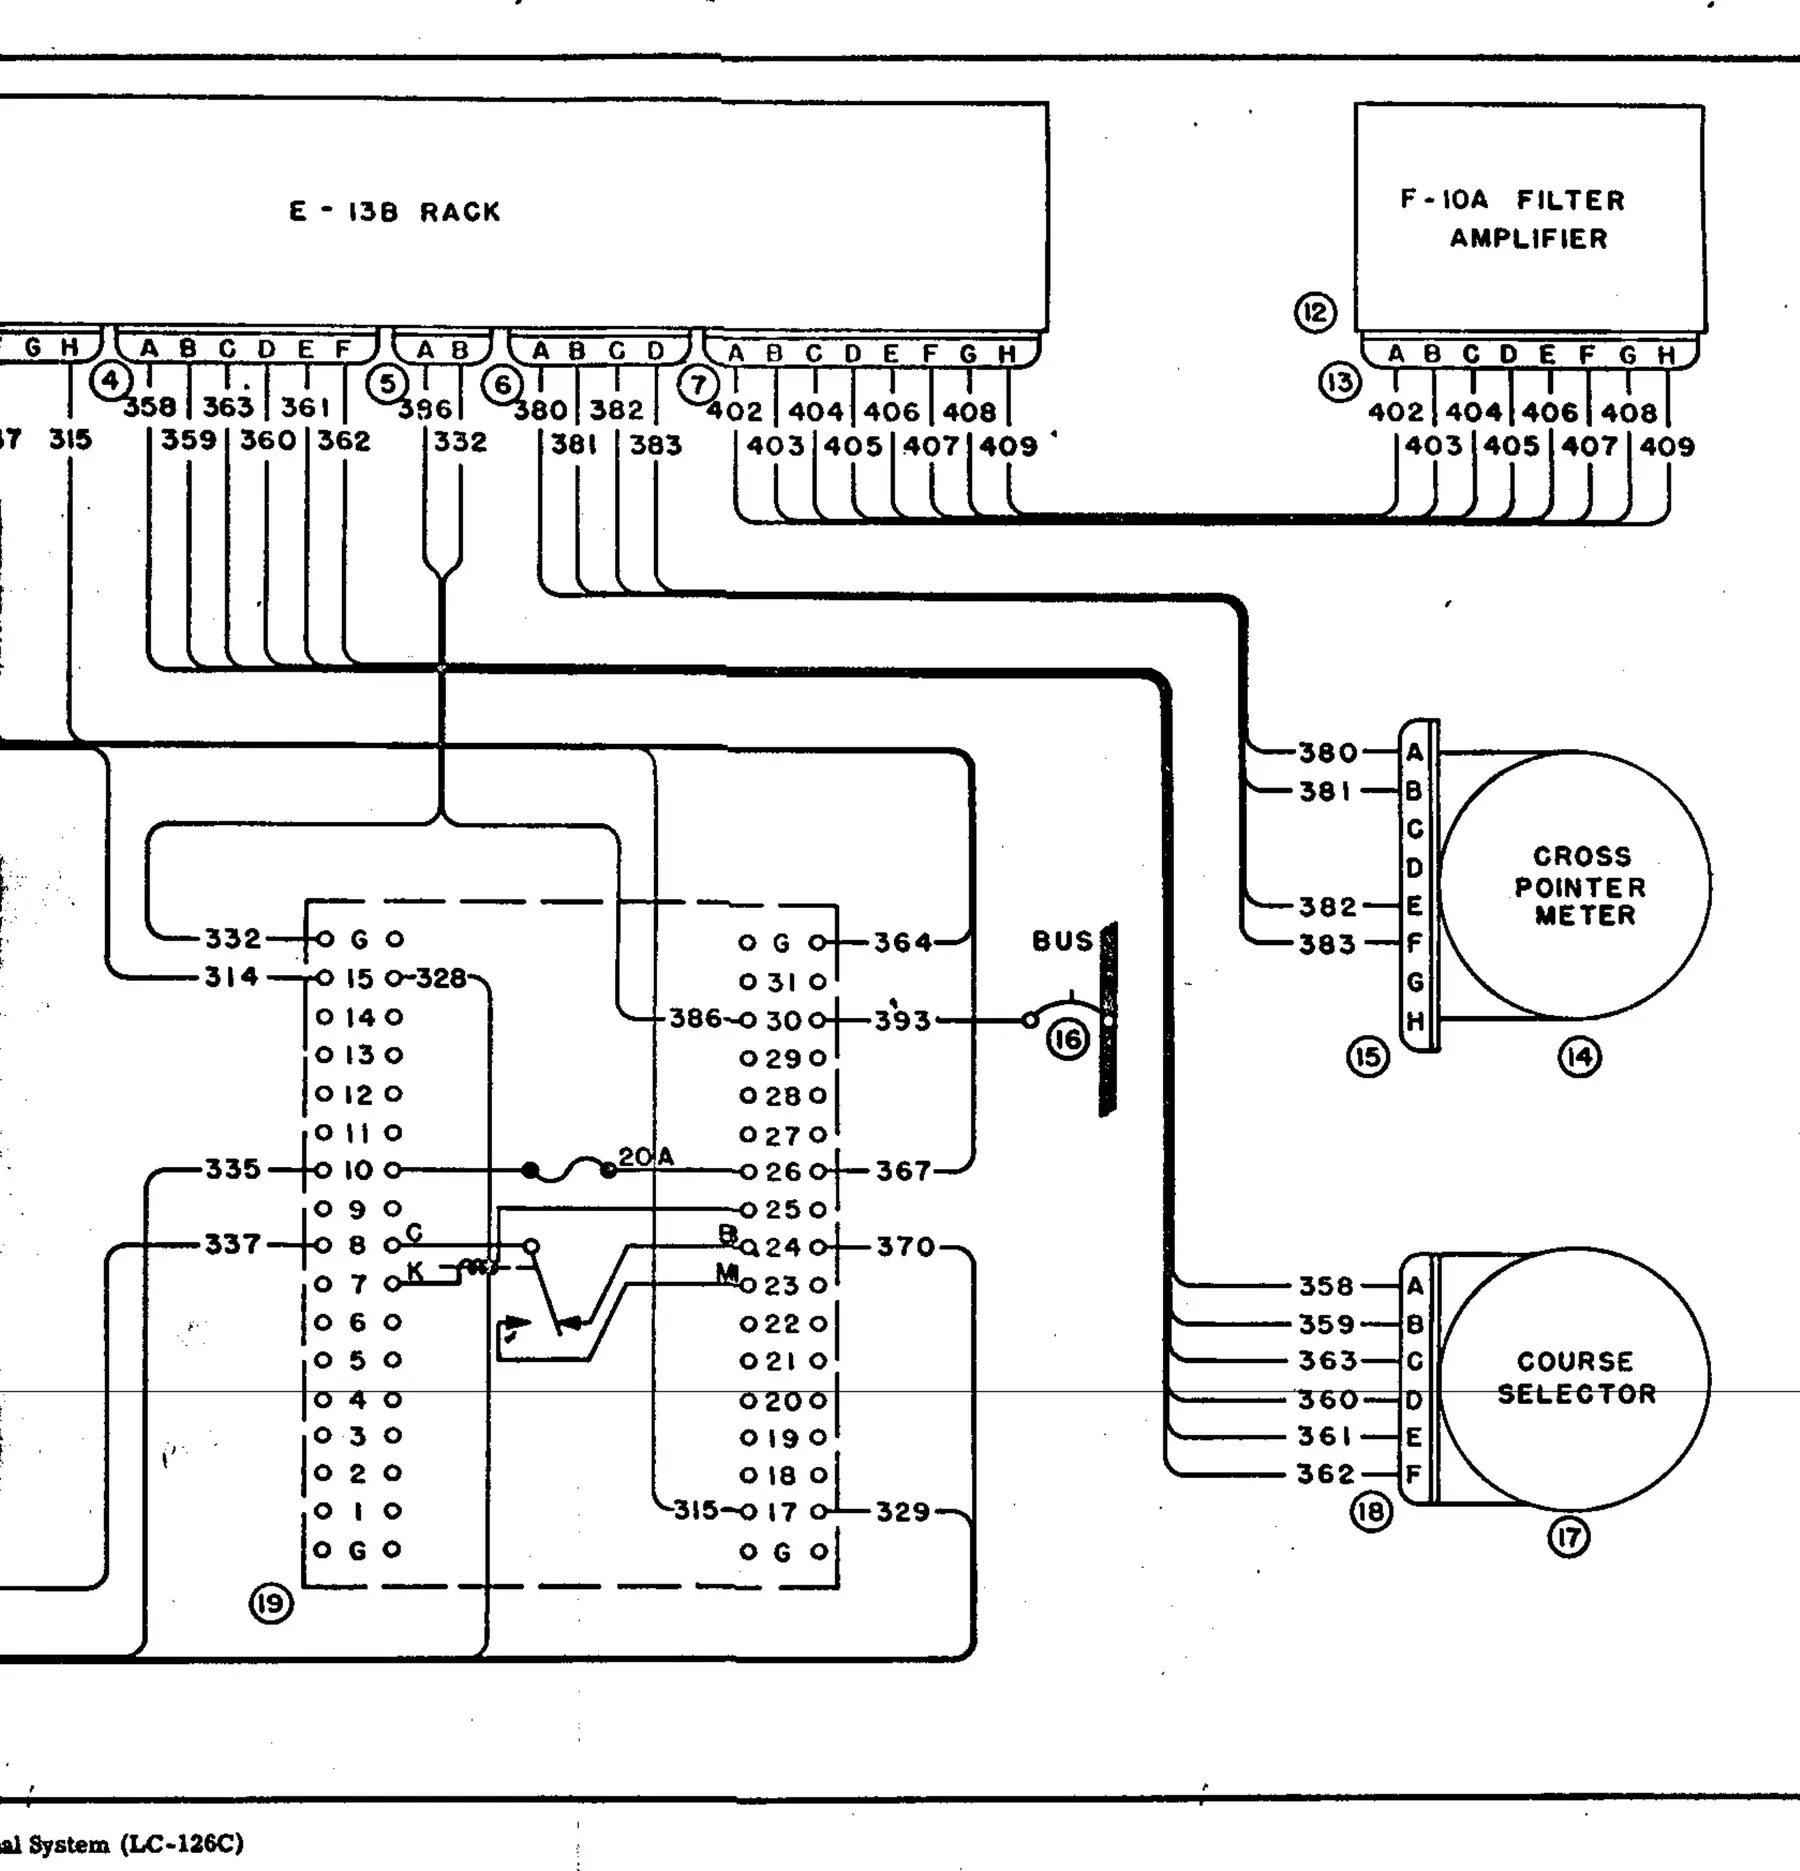 E - 13B RACK
F-10A FILTER
AMPLIFIER
12
G H A B C D E F A B A B C D A B C D E F G H
A B C D E F G H
4 5 6 7 13
358 363 361 380 382 402 404 406 408
402 404 406 408
315 359 360 362 332 381 383 403 405 407 409
403 405 407 409
380 A
381 B
C
D
382 E
383 F
G
H
CROSS
POINTER
METER
15 14
332 G
314 15 328
14
13
12
11
335 10
9
337 8 C
K 7
6
5
4
3
2
1
G
20A
G 364
31
386 30 393
29
28
27
26 367
25
B 24 370
M 23
22
21
20
19
18
315 17 329
G
19
BUS
16
358 A
359 B
363 C
360 D
361 E
362 F
COURSE
SELECTOR
18 17
System (LC-126C)